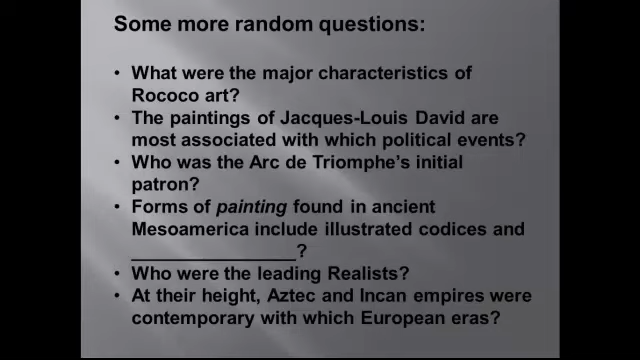 Some more random questions:
• What were the major characteristics of
Rococo art?
• The paintings of Jacques-Louis David are
most associated with which political events?
• Who was the Arc de Triomphe's initial
patron?
• Forms of painting found in ancient
Mesoamerica include illustrated codices and
________________?
• Who were the leading Realists?
• At their height, Aztec and Incan empires were
contemporary with which European eras?